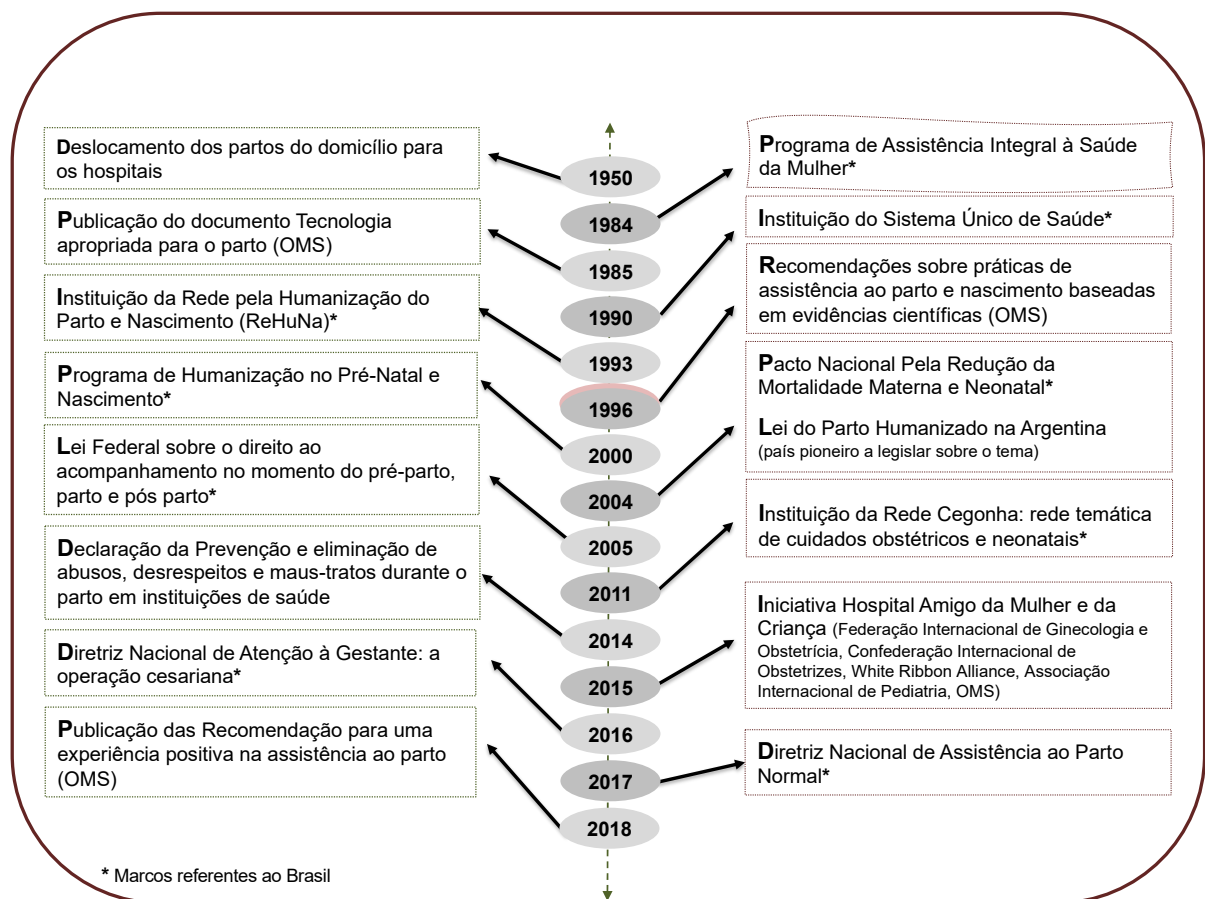 Deslocamento dos partos do domicílio para
os hospitais
1950
Programa de Assistência Integral à Saúde
da Mulher*
1984
Publicação do documento Tecnologia
apropriada para o parto (OMS)
1985
Instituição do Sistema Único de Saúde*
1990
Instituição da Rede pela Humanização do
Parto e Nascimento (ReHuNa)*
1993
Recomendações sobre práticas de
assistência ao parto e nascimento baseadas
em evidências científicas (OMS)
1996
Programa de Humanização no Pré-Natal e
Nascimento*
2000
Pacto Nacional Pela Redução da
Mortalidade Materna e Neonatal*
Lei do Parto Humanizado na Argentina
(país pioneiro a legislar sobre o tema)
2004
Lei Federal sobre o direito ao
acompanhamento no momento do pré-parto,
parto e pós parto*
2005
Instituição da Rede Cegonha: rede temática
de cuidados obstétricos e neonatais*
2011
Declaração da Prevenção e eliminação de
abusos, desrespeitos e maus-tratos durante o
parto em instituições de saúde
2014
Iniciativa Hospital Amigo da Mulher e da
Criança (Federação Internacional de Ginecologia e
Obstetrícia, Confederação Internacional de
Obstetrizes, White Ribbon Alliance, Associação
Internacional de Pediatria, OMS)
2015
Diretriz Nacional de Atenção à Gestante: a
operação cesariana*
2016
Diretriz Nacional de Assistência ao Parto
Normal*
2017
Publicação das Recomendação para uma
experiência positiva na assistência ao parto
(OMS)
2018
* Marcos referentes ao Brasil